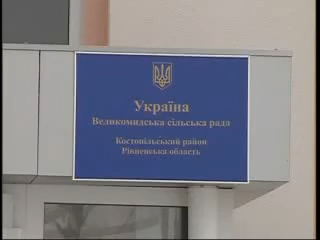 Україна
Великомидська сільська рада
Костопільський район
Рівненська область